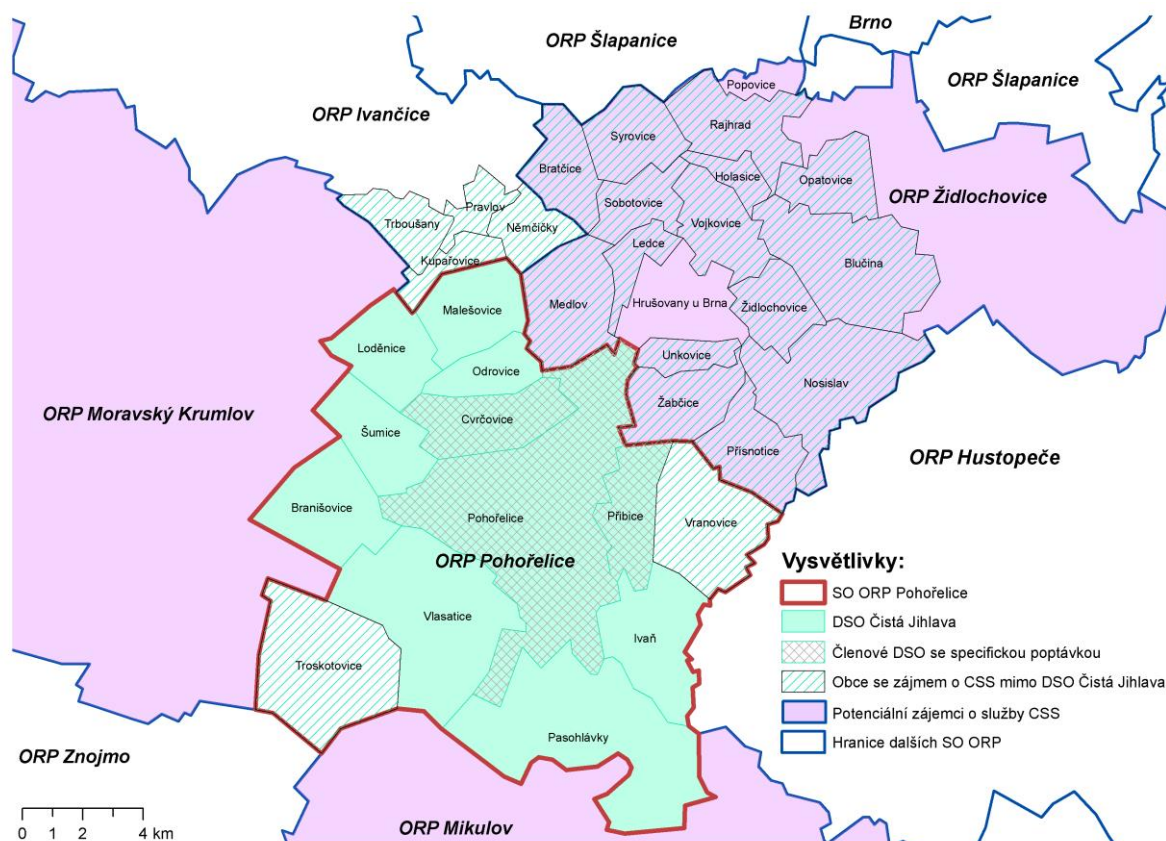 Brno
ORP Šlapanice
ORP Šlapanice
Popovice
ORP Ivančice
Rajhrad
Syrovice
Bratčice
Holasice
Opatovice
ORP Židlochovice
Pravlov
Sobotovice
Trboušany
Němčičky
Vojkovice
Ledce
Kupařovice
Blučina
Medlov
Hrušovany u Brna
Židlochovice
Malešovice
Loděnice
Unkovice
Odrovice
Nosislav
Žabčice
ORP Moravský Krumlov
Cvrčovice
Šumice
Přísnotice
ORP Hustopeče
Branišovice
Pohořelice
Přibice
Vranovice
ORP Pohořelice
Vysvětlivky:
SO ORP Pohořelice
DSO Čistá Jihlava
Členové DSO se specifickou poptávkou
Obce se zájmem o CSS mimo DSO Čistá Jihlava
Potenciální zájemci o služby CSS
Hranice dalších SO ORP
Vlasatice
Ivaň
Troskotovice
Pasohlávky
ORP Znojmo
0 1 2 4 km
ORP Mikulov